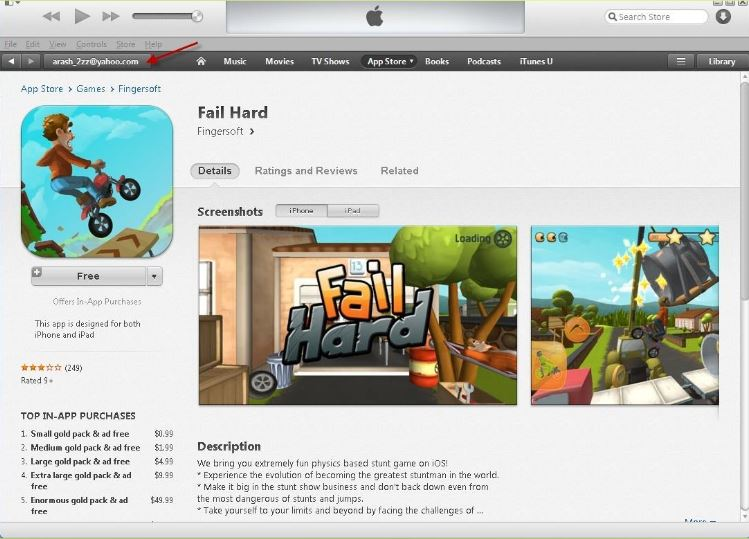 Search Store
File Edit View Controls Store Help
arash_2zz@yahoo.com
Music Movies TV Shows App Store Books Podcasts iTunes U
Library
App Store > Games > Fingersoft
Fail Hard
Fingersoft >
Details Ratings and Reviews Related
Screenshots iPhone iPad
Loading
13
Fail
Hard
Free
Offers In-App Purchases
This app is designed for both
iPhone and iPad
(249)
Rated 9+
TOP IN-APP PURCHASES
1. Small gold pack & ad free $0.99
2. Medium gold pack & ad free $1.99
3. Large gold pack & ad free $4.99
4. Extra large gold pack & ad
free $9.99
5. Enormous gold pack & ad
free $49.99
Description
We bring you extremely fun physics based stunt game on iOS!
* Experience the evolution of becoming the greatest stuntman in the world.
* Make it big in the stunt show business and don't back down even from
the most dangerous of stunts and jumps.
* Take yourself to your limits and beyond by facing the challenges of ...
More